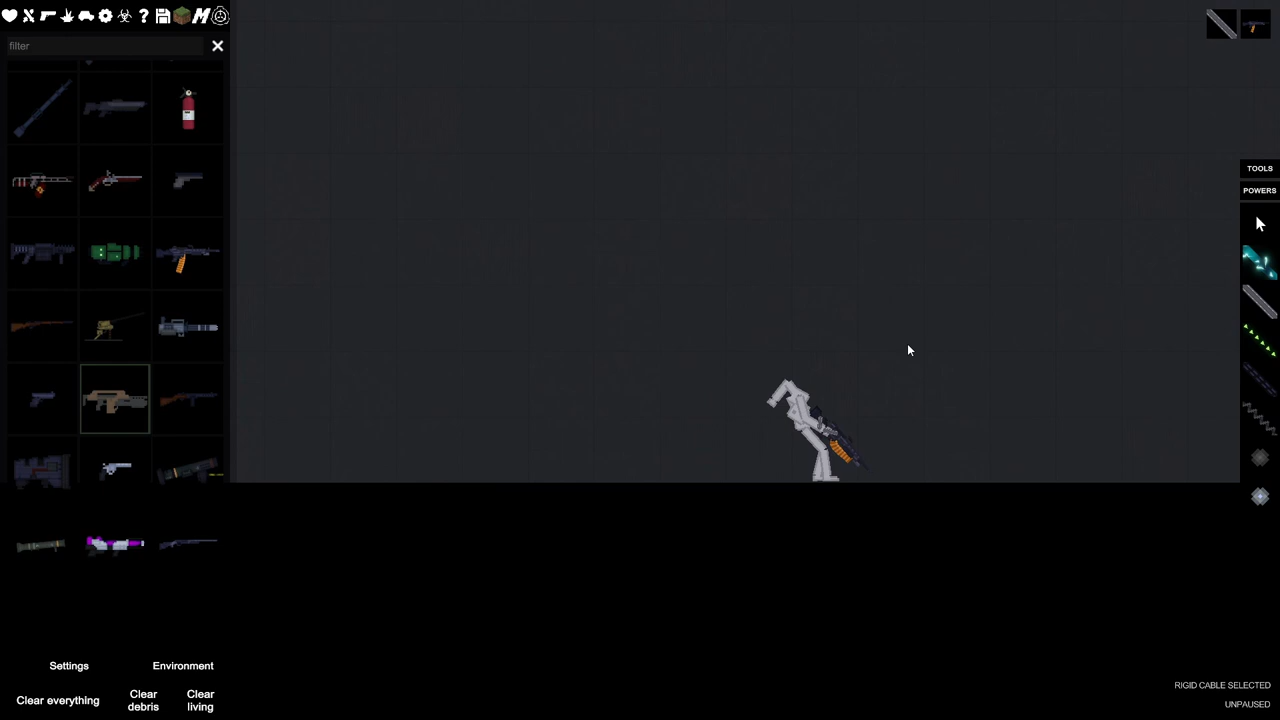 filter
TOOLS
POWERS
Settings
Environment
Clear everything
Clear
debris
Clear
living
RIGID CABLE SELECTED
UNPAUSED